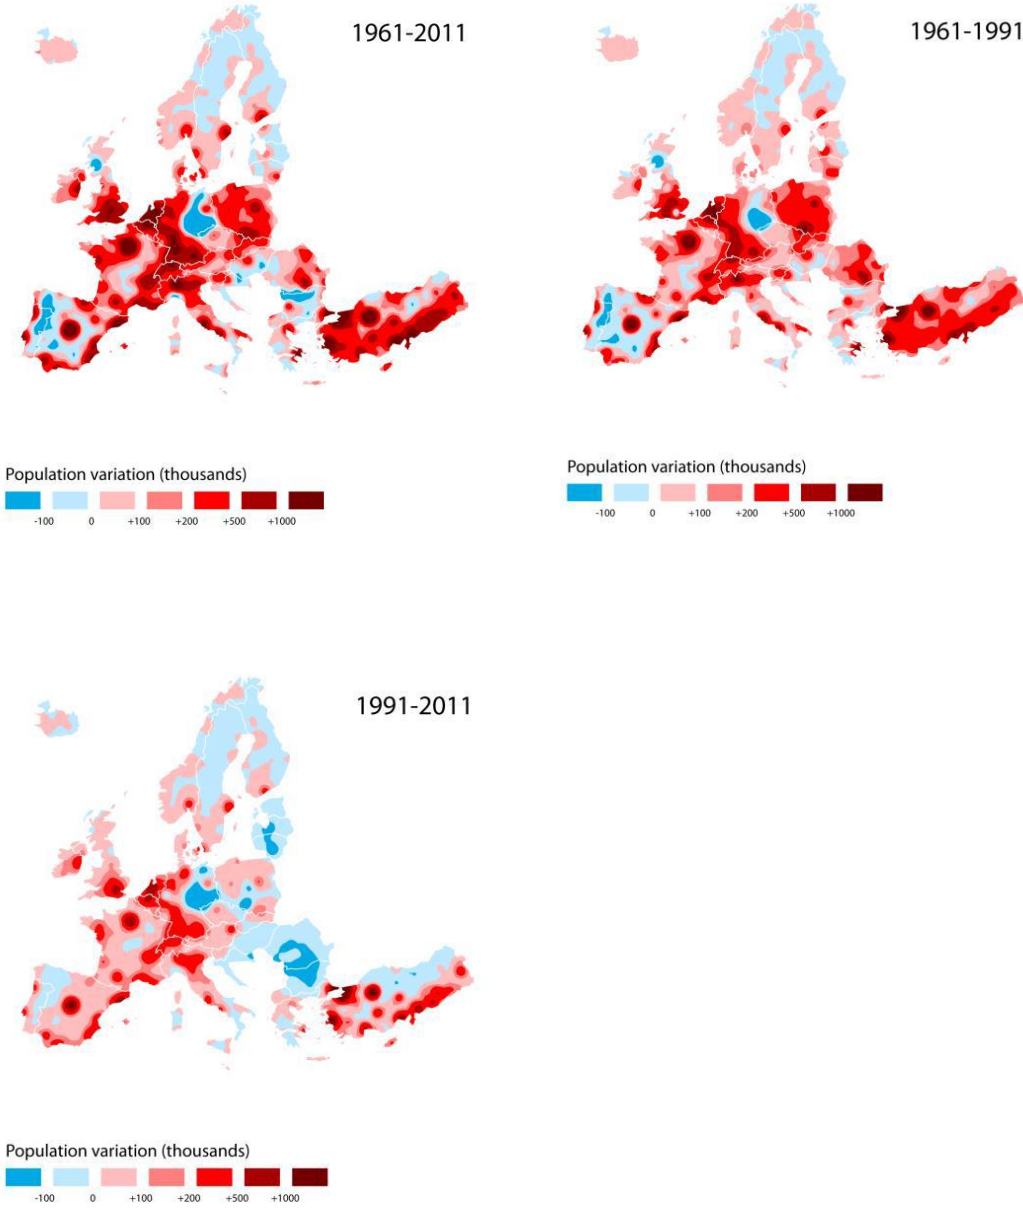 1961-2011
1961-1991
Population variation (thousands)
-100 0 +100 +200 +500 +1000
Population variation (thousands)
-100 0 +100 +200 +500 +1000
1991-2011
Population variation (thousands)
-100 0 +100 +200 +500 +1000